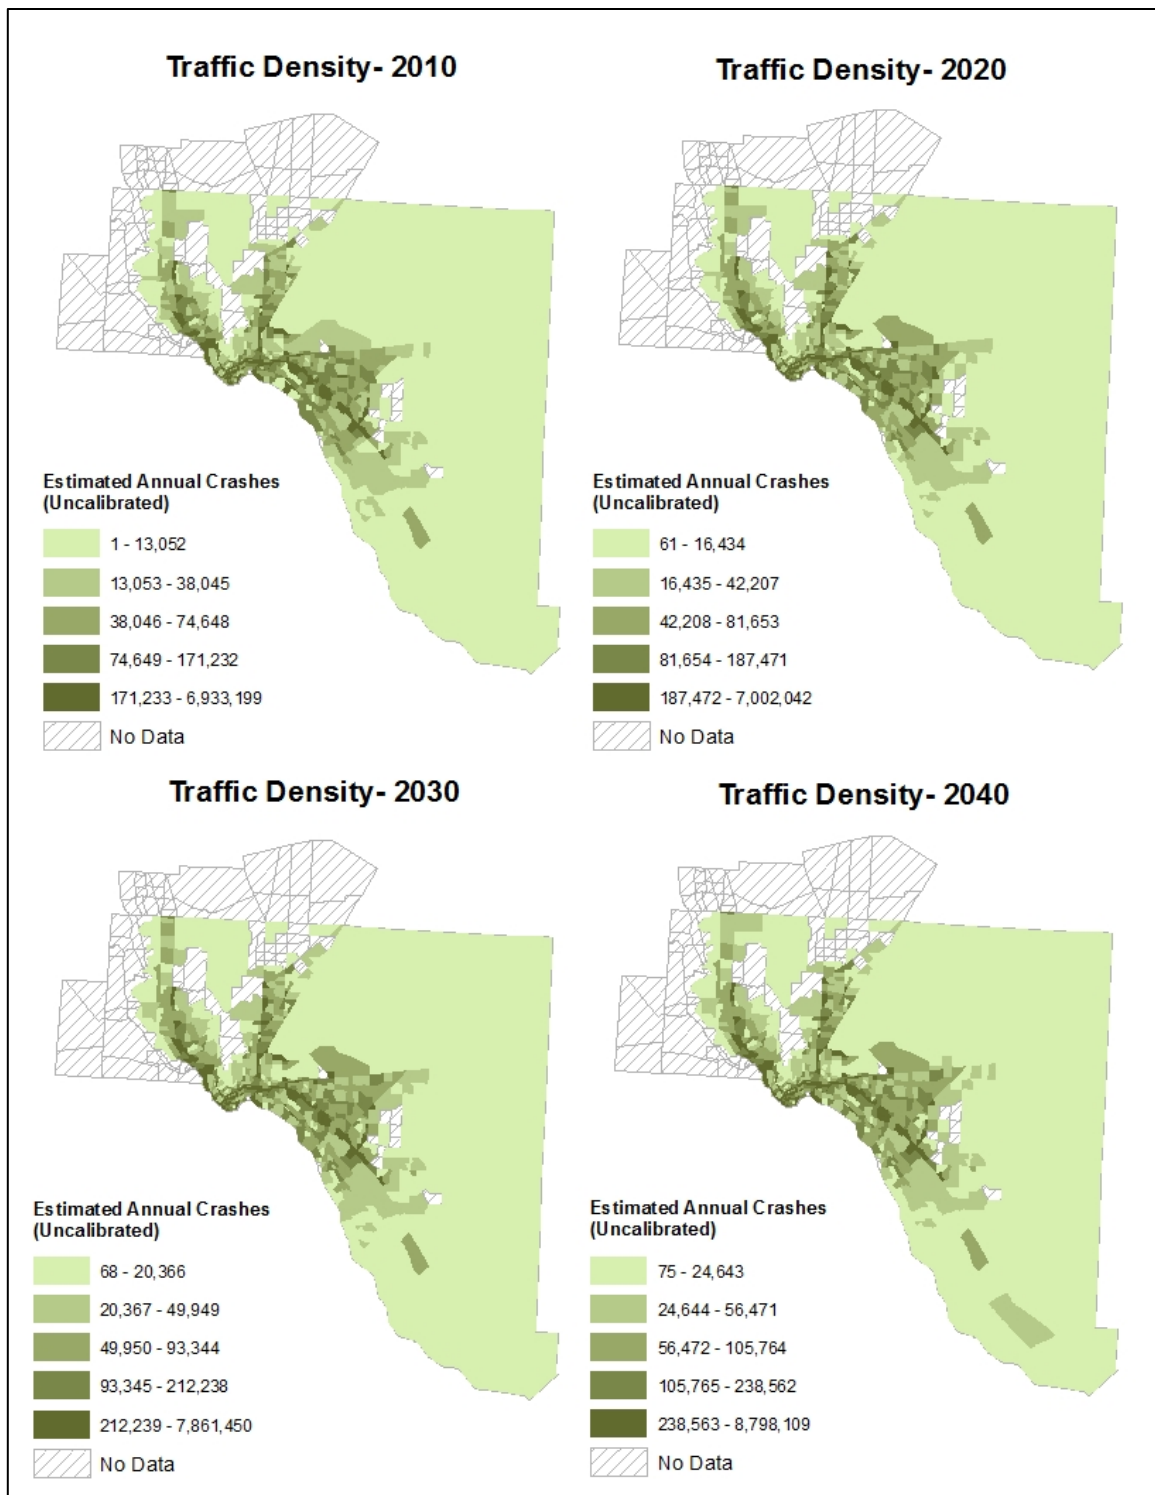 Traffic Density- 2010
Estimated Annual Crashes
(Uncalibrated)
1 - 13,052
13,053 - 38,045
38,046 - 74,648
74,649 - 171,232
171,233 - 6,933,199
No Data
Traffic Density- 2020
Estimated Annual Crashes
(Uncalibrated)
61 - 16,434
16,435 - 42,207
42,208 - 81,653
81,654 - 187,471
187,472 - 7,002,042
No Data
Traffic Density- 2030
Estimated Annual Crashes
(Uncalibrated)
68 - 20,366
20,367 - 49,949
49,950 - 93,344
93,345 - 212,238
212,239 - 7,861,450
No Data
Traffic Density- 2040
Estimated Annual Crashes
(Uncalibrated)
75 - 24,643
24,644 - 56,471
56,472 - 105,764
105,765 - 238,562
238,563 - 8,798,109
No Data